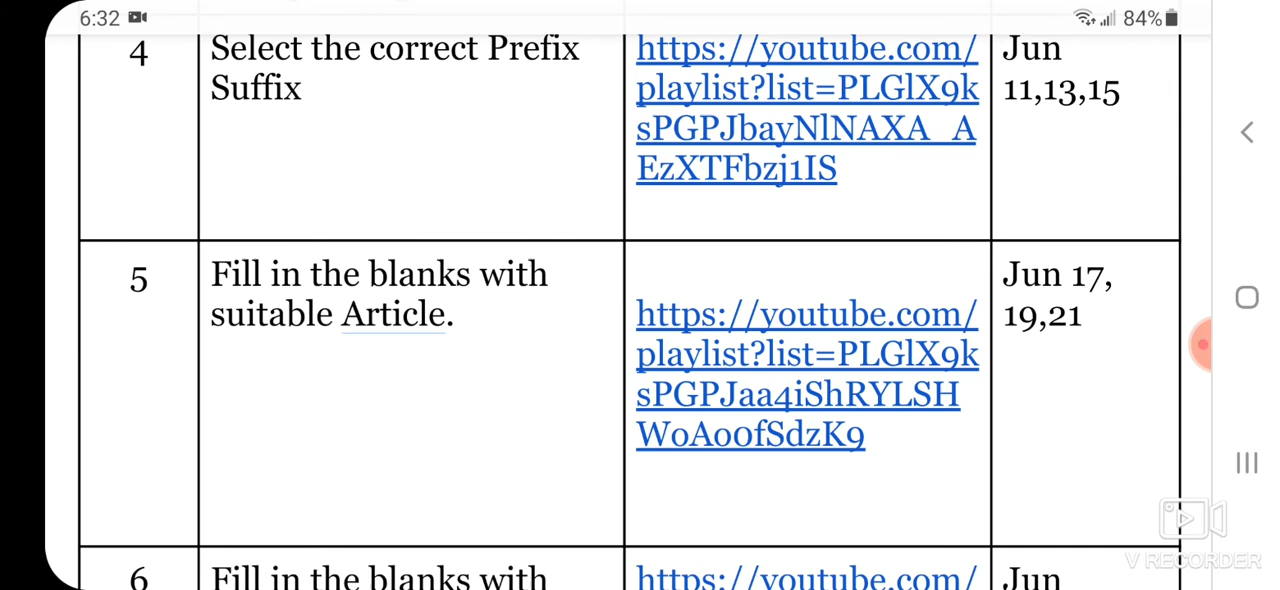 6:32
84%
4
Select the correct Prefix
Suffix
https://youtube.com/
playlist?list=PLGlX9k
sPGPJbayNlNAXA_A
EzXTFbzj1IS
Jun
11,13,15
5
Fill in the blanks with
suitable Article.
https://youtube.com/
playlist?list=PLGlX9k
sPGPJaa4iShRYLSH
WoAo0fSdzK9
Jun 17,
19,21
6
Fill in the blanks with
https://youtube.com/
Jun
V RECORDER